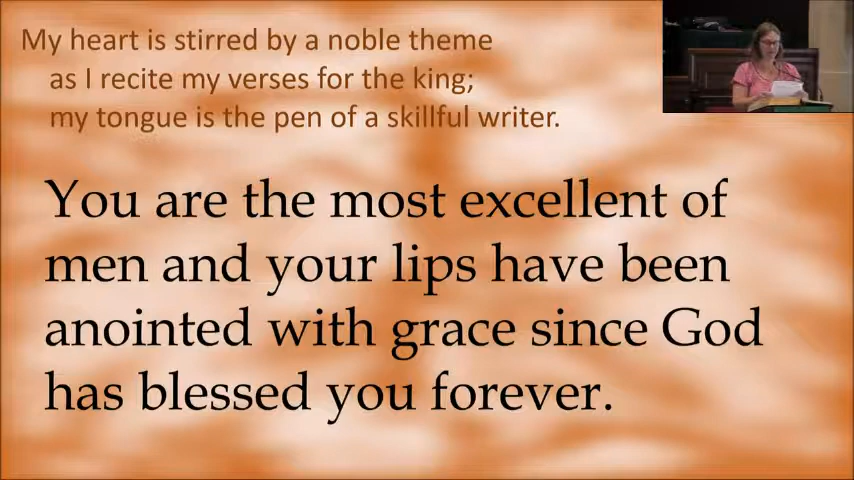 My heart is stirred by a noble theme
as I recite my verses for the king;
my tongue is the pen of a skillful writer.
You are the most excellent of
men and your lips have been
anointed with grace since God
has blessed you forever.